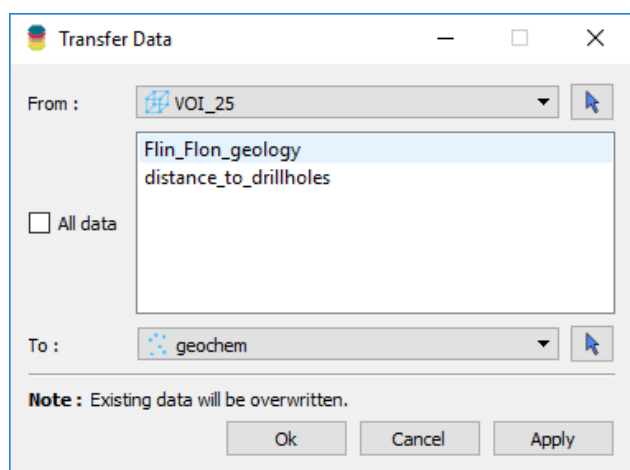 Transfer Data
From :
VOI_25
Flin_Flon_geology
distance_to_drillholes
All data
To :
geochem
Note : Existing data will be overwritten.
Ok
Cancel
Apply